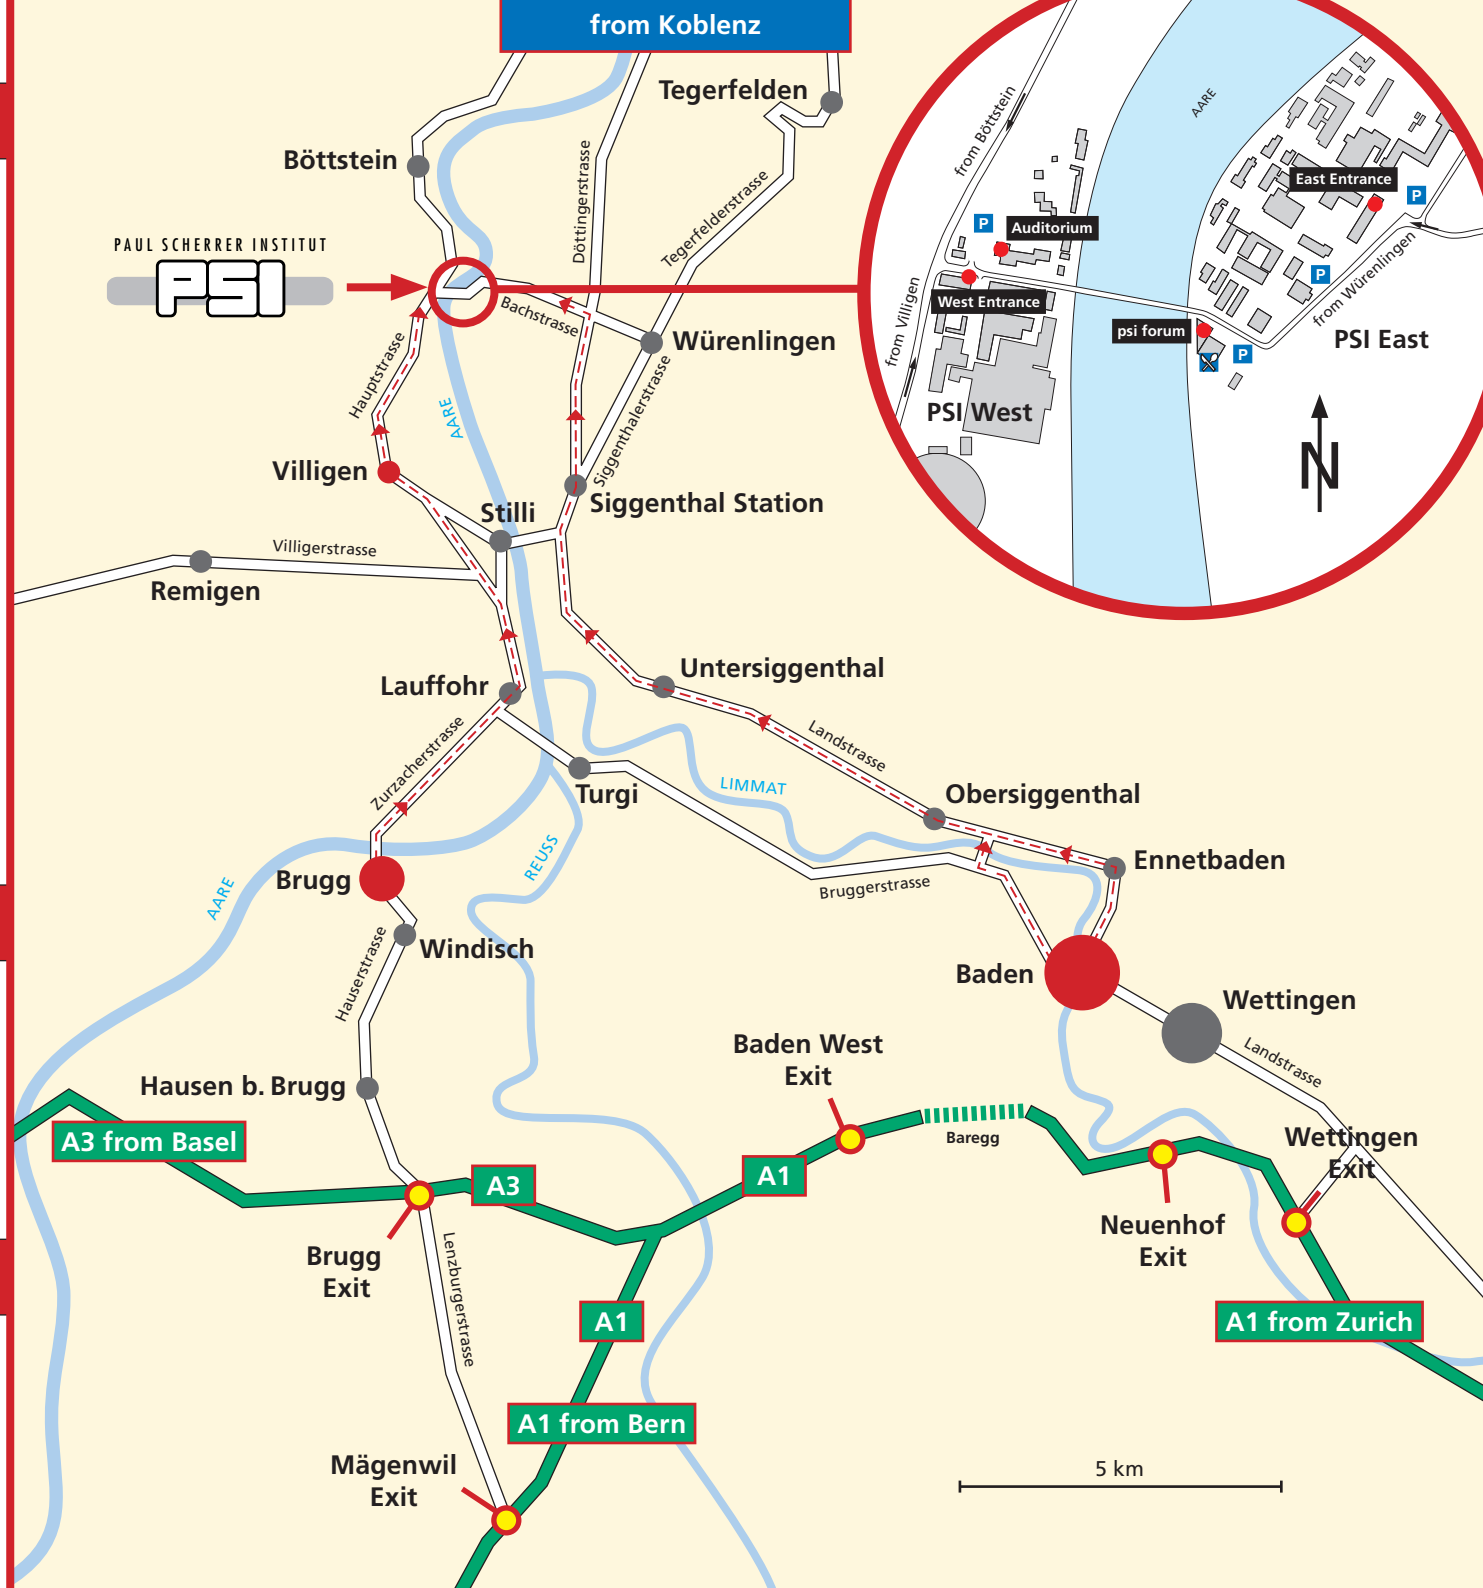 from Koblenz
Tegerfelden
Böttstein
Döttingerstrasse
Tegerfelderstrasse
PAUL SCHERRER INSTITUT
PSI
Bachstrasse
Würenlingen
Hauptstrasse
AARE
Siggenthalerstrasse
Villigen
Siggenthal Station
Stilli
Villigerstrasse
Remigen
Untersiggenthal
Lauffohr
Landstrasse
Zurzacherstrasse
LIMMAT
Turgi
Obersiggenthal
REUSS
Ennetbaden
Brugg
Bruggerstrasse
AARE
Windisch
Hauserstrasse
Baden
Wettingen
Landstrasse
Baden West
Exit
Hausen b. Brugg
A3 from Basel
Baregg
Wettingen
Exit
A3
A1
Brugg
Exit
Neuenhof
Exit
Lenzburgerstrasse
A1
A1 from Zurich
A1 from Bern
Mägenwil
Exit
5 km
from Böttstein
AARE
East Entrance
P
P
Auditorium
P
West Entrance
from Villigen
from Würenlingen
psi forum
P
PSI East
PSI West
N